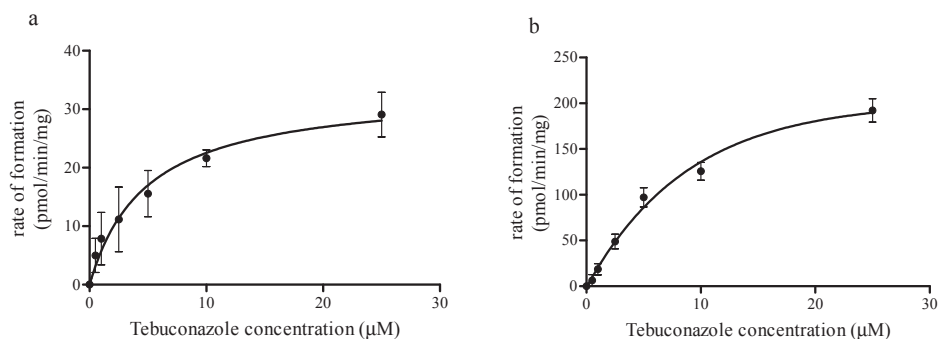 a
40
30
20
10
0
0
10
20
30
rate of formation
(pmol/min/mg)
Tebuconazole concentration (μM)
b
250
200
150
100
50
0
0
10
20
30
rate of formation
(pmol/min/mg)
Tebuconazole concentration (μM)